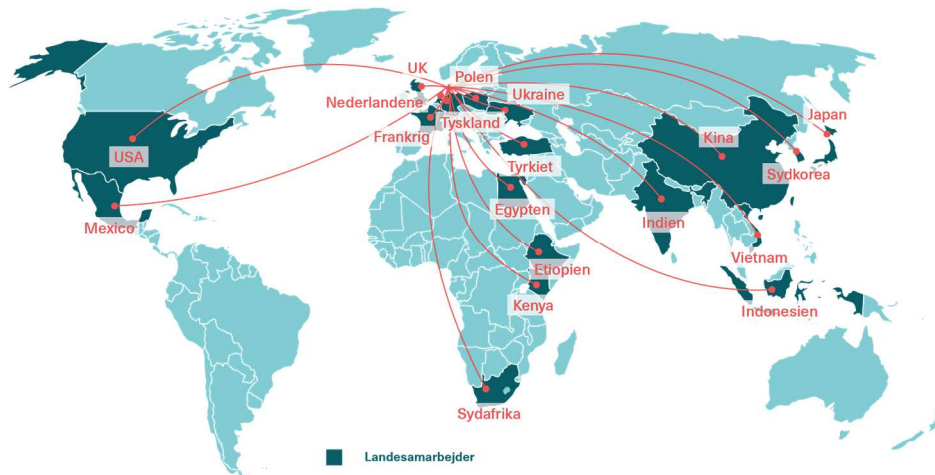 UK
Polen
Nederlandene
Ukraine
Japan
Frankrig
Tyskland
Kina
USA
Tyrkiet
Sydkorea
Mexico
Egypten
Indien
Vietnam
Etiopien
Kenya
Indonesien
Sydafrika
Landesamarbejder